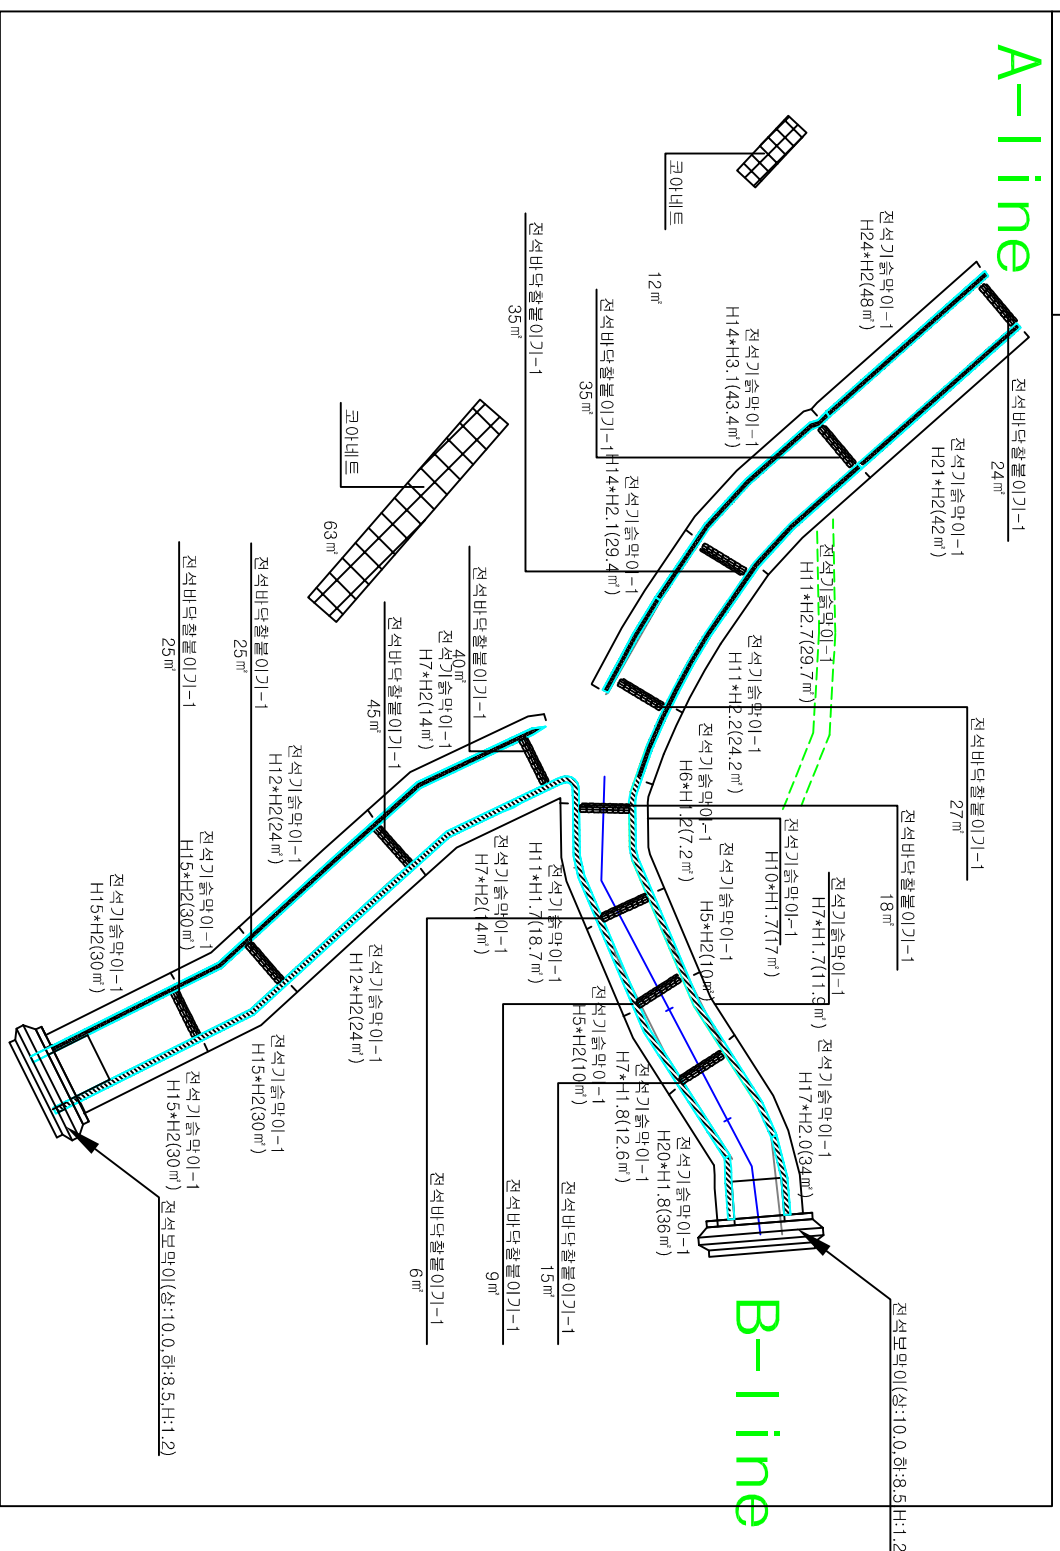 A-line
전석기슭막이-1
H24*H2(48㎡)
전석바닥찰붙이기-1
24㎡
전석기슭막이-1
H21*H2(42㎡)
코아네트
12㎡
전석바닥찰붙이기-1
35㎡
전석바닥찰붙이기-1
35㎡
전석기슭막이-1
H14*H3.1(43.4㎡)
전석기슭막이-1
H14*H2.1(29.4㎡)
전석기슭막이-1
H11*H2.7(29.7㎡)
전석기슭막이-1
H11*H2.2(24.2㎡)
전석바닥찰붙이기-1
27㎡
전석기슭막이-1
H6*H1.2(7.2㎡)
전석바닥찰붙이기-1
18㎡
전석기슭막이-1
H10*H1.7(17㎡)
전석기슭막이-1
H5*H2(10㎡)
전석기슭막이-1
H7*H1.7(11.9㎡)
전석기슭막이-1
H17*H2.0(34㎡)
코아네트
63㎡
전석바닥찰붙이기-1
40㎡
전석기슭막이-1
H7*H2(14㎡)
전석바닥찰붙이기-1
45㎡
전석바닥찰붙이기-1
25㎡
전석바닥찰붙이기-1
25㎡
전석기슭막이-1
H12*H2(24㎡)
전석기슭막이-1
H15*H2(30㎡)
전석기슭막이-1
H15*H2(30㎡)
전석기슭막이-1
H7*H2(14㎡)
전석기슭막이-1
H11*H1.7(18.7㎡)
전석기슭막이-1
H12*H2(24㎡)
전석기슭막이-1
H15*H2(30㎡)
전석기슭막이-1
H15*H2(30㎡)
전석기슭막이-1
H5*H2(10㎡)
전석기슭막이-1
H7*H1.8(12.6㎡)
전석기슭막이-1
H20*H1.8(36㎡)
전석바닥찰붙이기-1
15㎡
전석바닥찰붙이기-1
9㎡
전석바닥찰붙이기-1
6㎡
전석보막이(상:10.0,하:8.5,H:1.2)
B-line
전석보막이(상:10.0,하:8.5,H:1.2